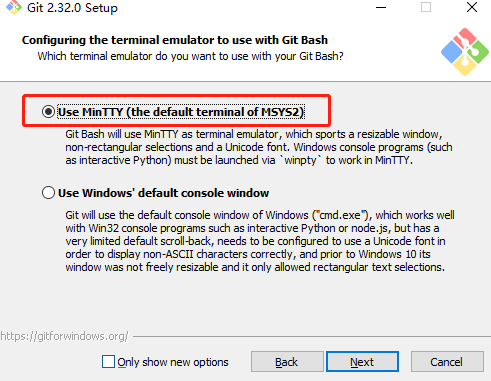 Git 2.32.0 Setup
Configuring the terminal emulator to use with Git Bash
Which terminal emulator do you want to use with your Git Bash?
Use MinTTY (the default terminal of MSYS2)
Git Bash will use MinTTY as terminal emulator, which sports a resizable window,
non-rectangular selections and a Unicode font. Windows console programs (such
as interactive Python) must be launched via `winpty` to work in MinTTY.
Use Windows' default console window
Git will use the default console window of Windows ("cmd.exe"), which works well
with Win32 console programs such as interactive Python or node.js, but has a
very limited default scroll-back, needs to be configured to use a Unicode font in
order to display non-ASCII characters correctly, and prior to Windows 10 its
window was not freely resizable and it only allowed rectangular text selections.
https://gitforwindows.org/
Only show new options
Back
Next
Cancel